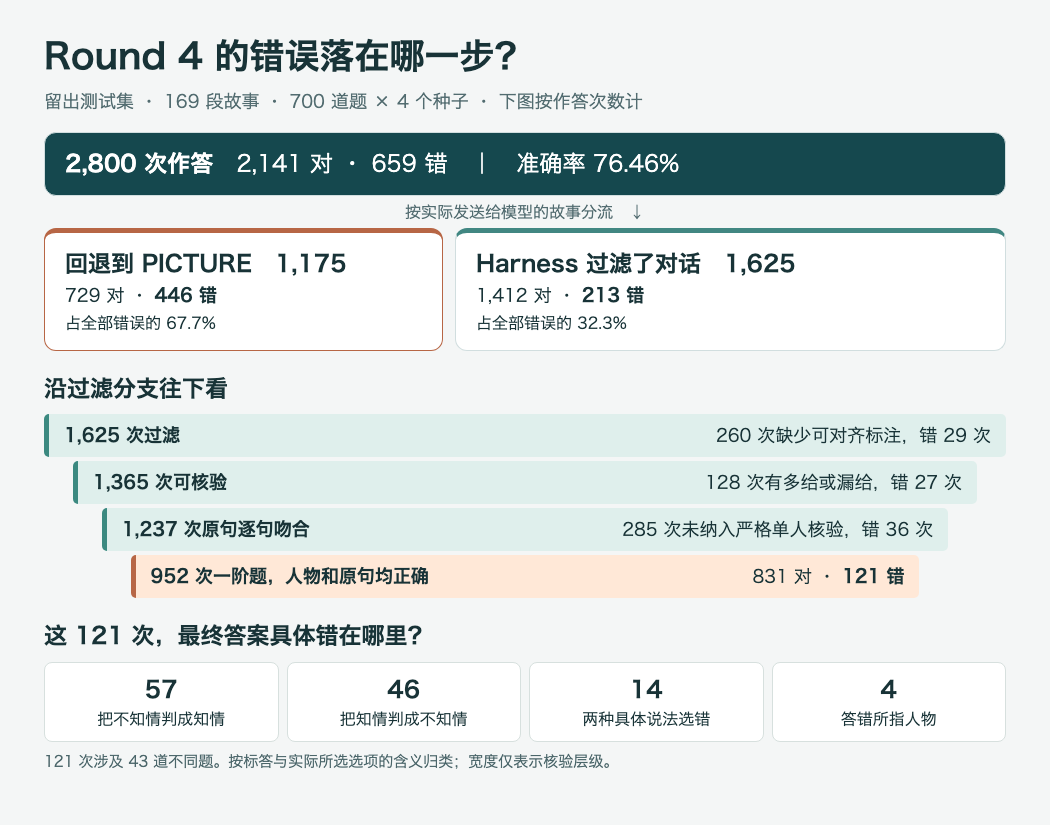 Round 4 的错误落在哪一步？
留出测试集 · 169 段故事 · 700 道题 × 4 个种子 · 下图按作答次数计
2,800 次作答 2,141 对 · 659 错 | 准确率 76.46%
按实际发送给模型的故事分流 ↓
回退到 PICTURE 1,175
729 对 · 446 错
占全部错误的 67.7%
Harness 过滤了对话 1,625
1,412 对 · 213 错
占全部错误的 32.3%
沿过滤分支往下看
1,625 次过滤 260 次缺少可对齐标注，错 29 次
1,365 次可核验 128 次有多给或漏给，错 27 次
1,237 次原句逐句吻合 285 次未纳入严格单人核验，错 36 次
952 次一阶题，人物和原句均正确 831 对 · 121 错
这 121 次，最终答案具体错在哪里？
57
把不知情判成知情
46
把知情判成不知情
14
两种具体说法选错
4
答错所指人物
121 次涉及 43 道不同题。按标答与实际所选选项的含义归类；宽度仅表示核验层级。